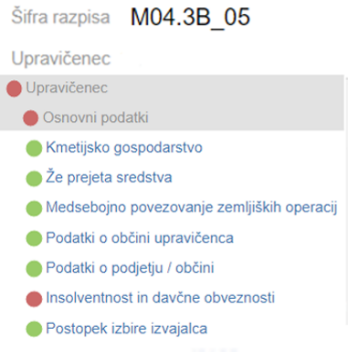 Šifra razpisa M04.3B_05
Upravičenec
Upravičenec
Osnovni podatki
Kmetijsko gospodarstvo
Že prejeta sredstva
Medsebojno povezovanje zemljiških operacij
Podatki o občini upravičenca
Podatki o podjetju / občini
Insolventnost in davčne obveznosti
Postopek izbire izvajalca